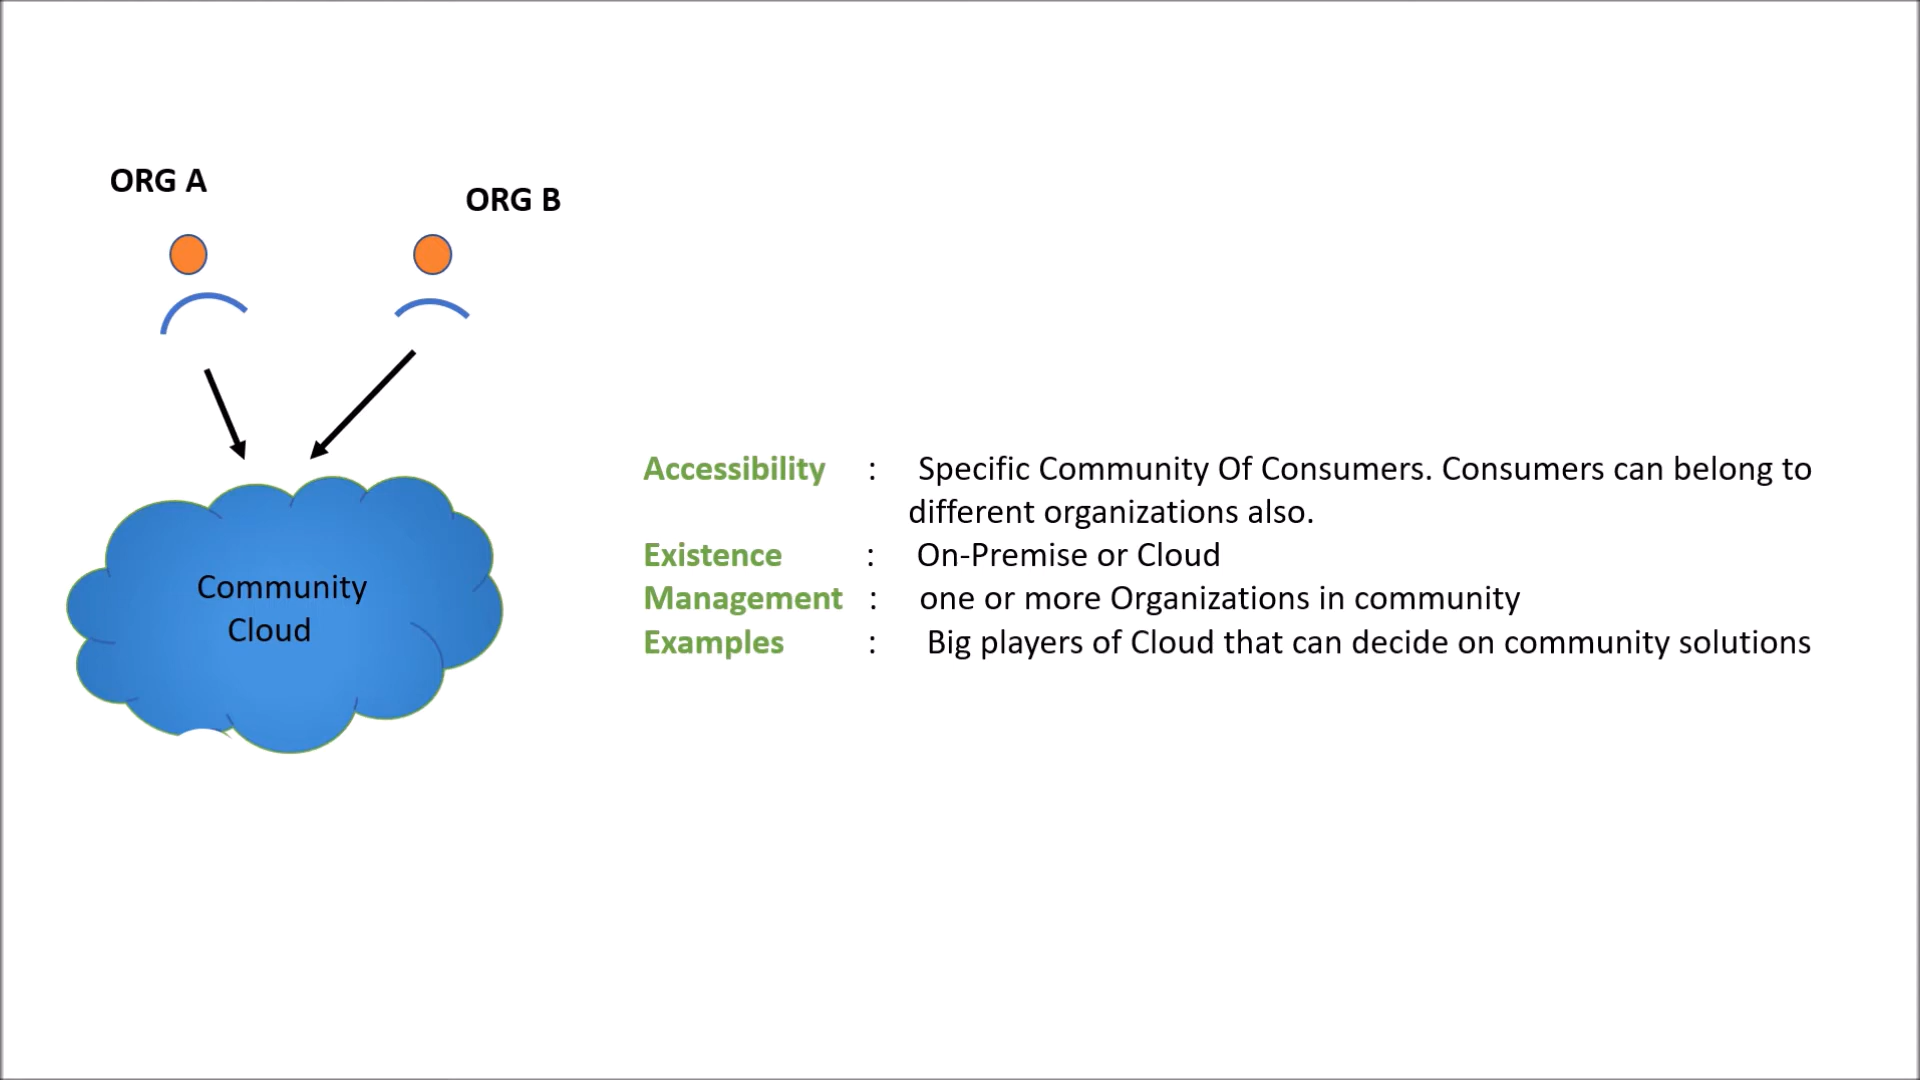 ORG A
ORG B
Community
Cloud
Accessibility : Specific Community Of Consumers. Consumers can belong to
different organizations also.
Existence : On-Premise or Cloud
Management : one or more Organizations in community
Examples : Big players of Cloud that can decide on community solutions